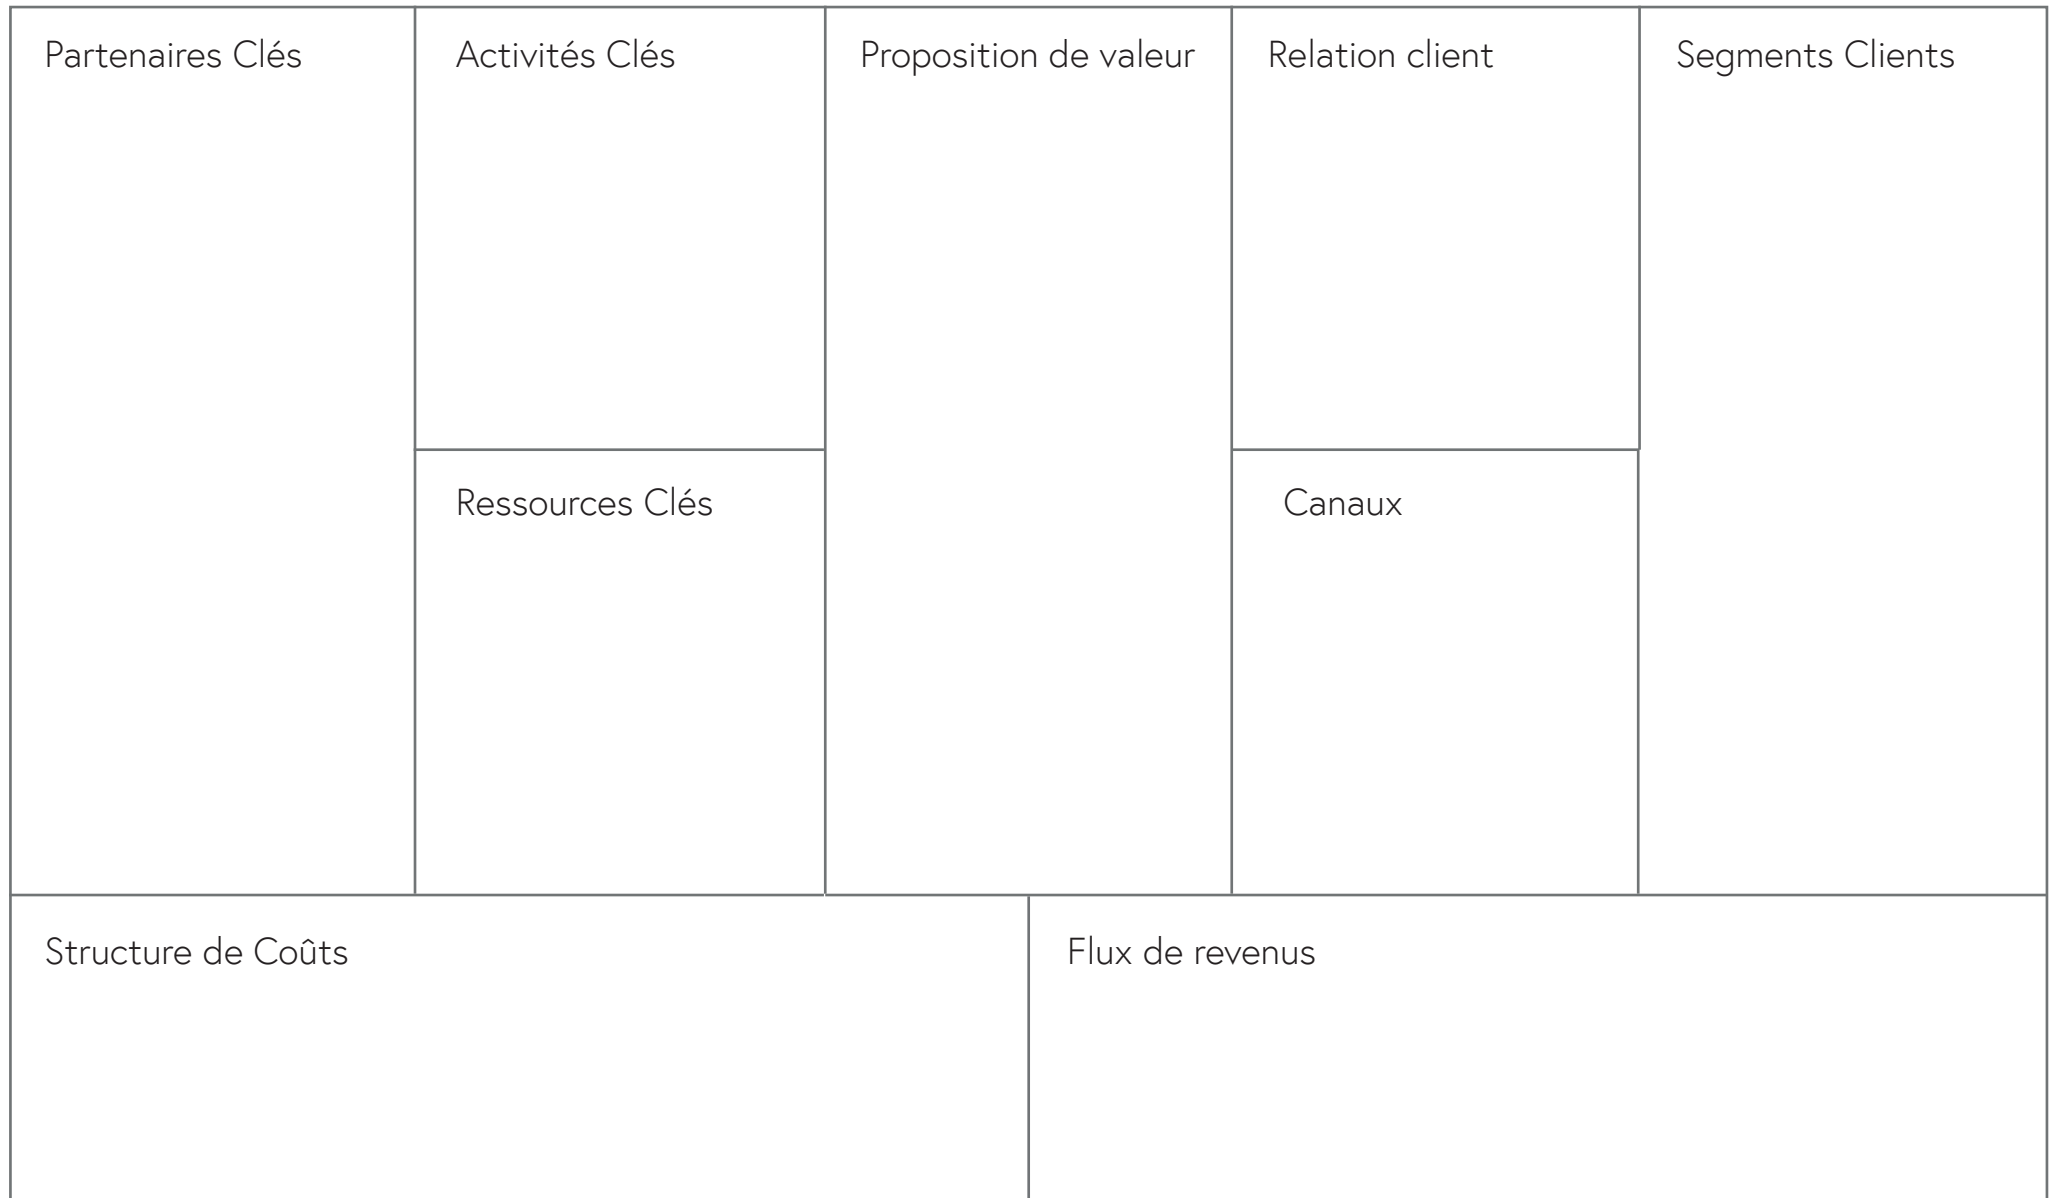 Partenaires Clés
Activités Clés
Proposition de valeur
Relation client
Segments Clients
Ressources Clés
Canaux
Structure de Coûts
Flux de revenus